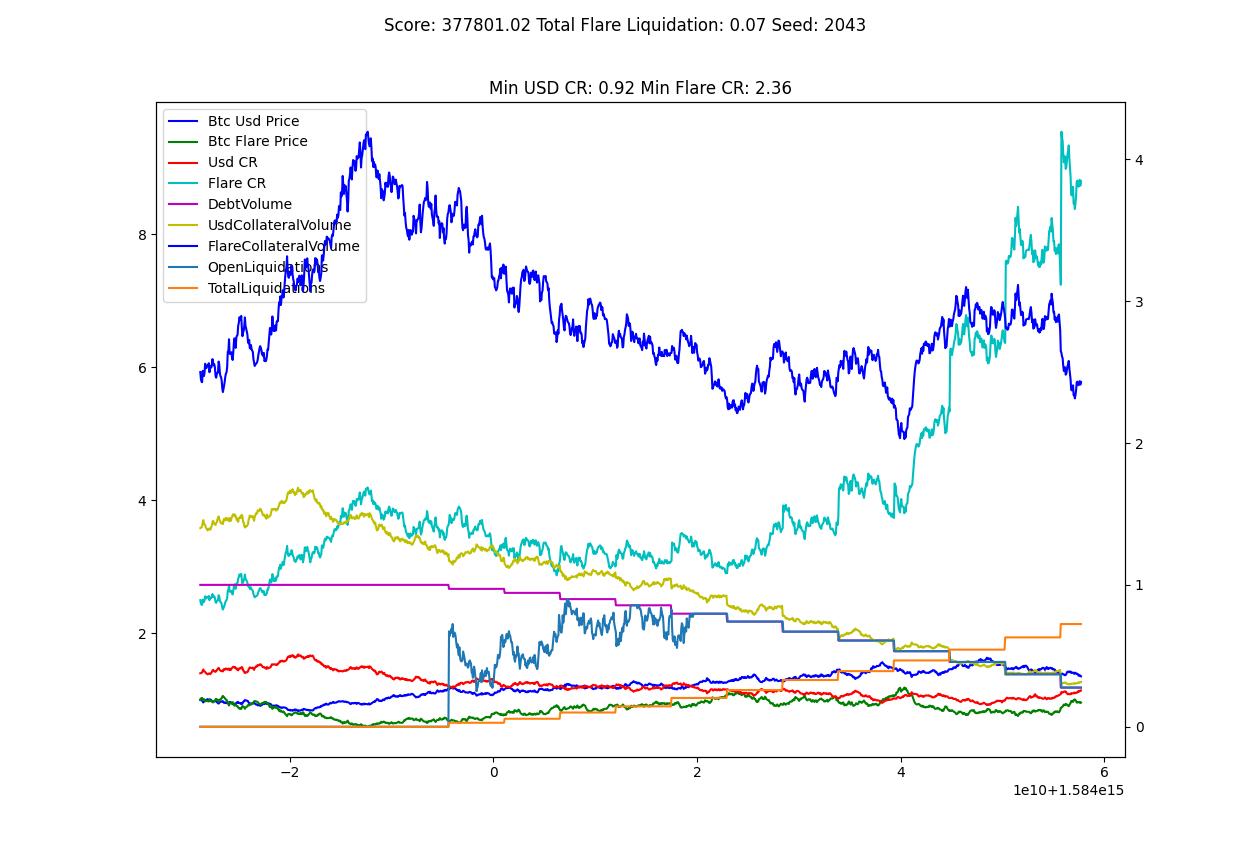 Score: 377801.02 Total Flare Liquidation: 0.07 Seed: 2043
Min USD CR: 0.92 Min Flare CR: 2.36
Btc Usd Price
Btc Flare Price
Usd CR
Flare CR
DebtVolume
UsdCollateralVolume
FlareCollateralVolume
OpenLiquidations
TotalLiquidations
8
6
4
2
4
3
2
1
0
−2
0
2
4
6
1e10+1.584e15